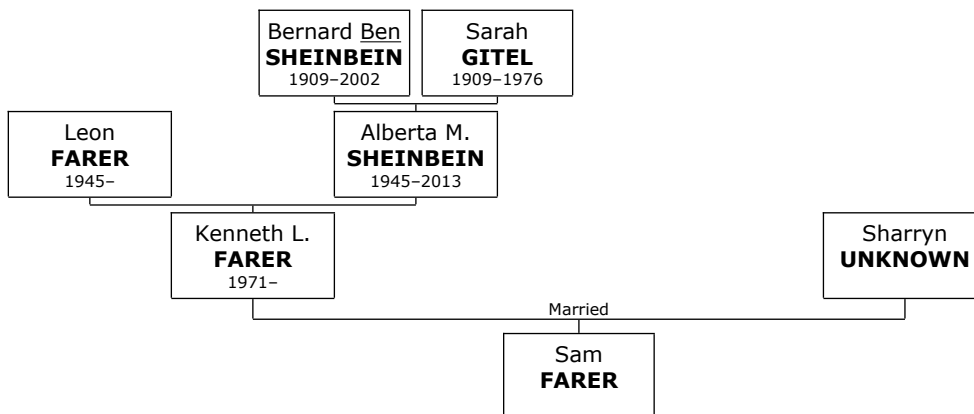 Bernard Ben
SHEINBEIN
1909–2002
Sarah
GITEL
1909–1976
Leon
FARER
1945–
Alberta M.
SHEINBEIN
1945–2013
Kenneth L.
FARER
1971–
Sharryn
UNKNOWN
Married
Sam
FARER